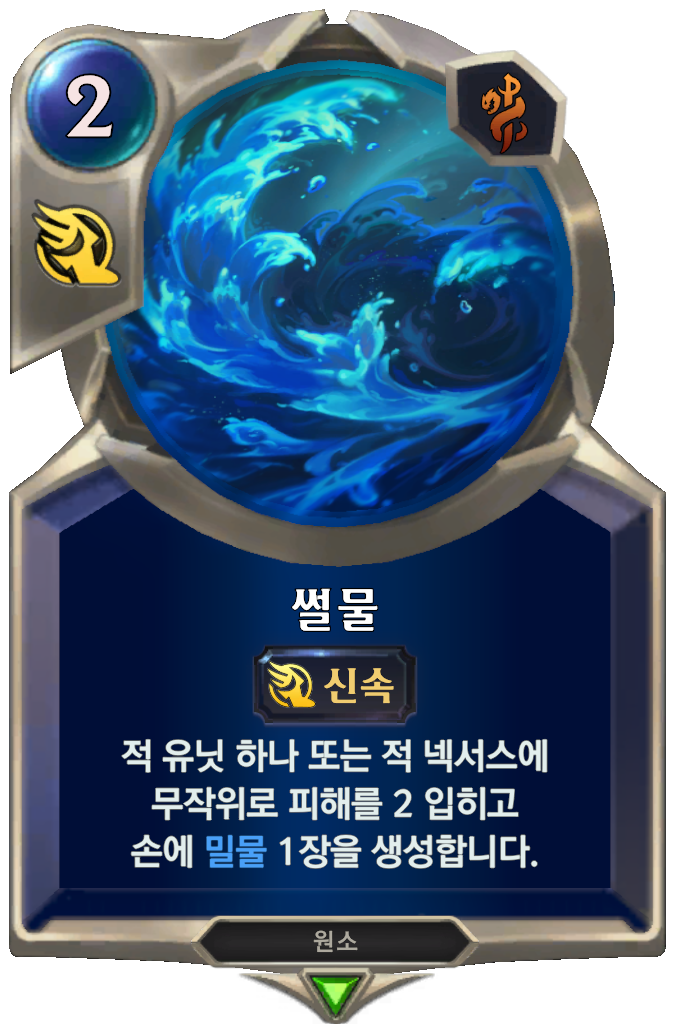 2
썰물
신속
적 유닛 하나 또는 적 넥서스에
무작위로 피해를 2 입히고
손에 밀물 1장을 생성합니다.
원소